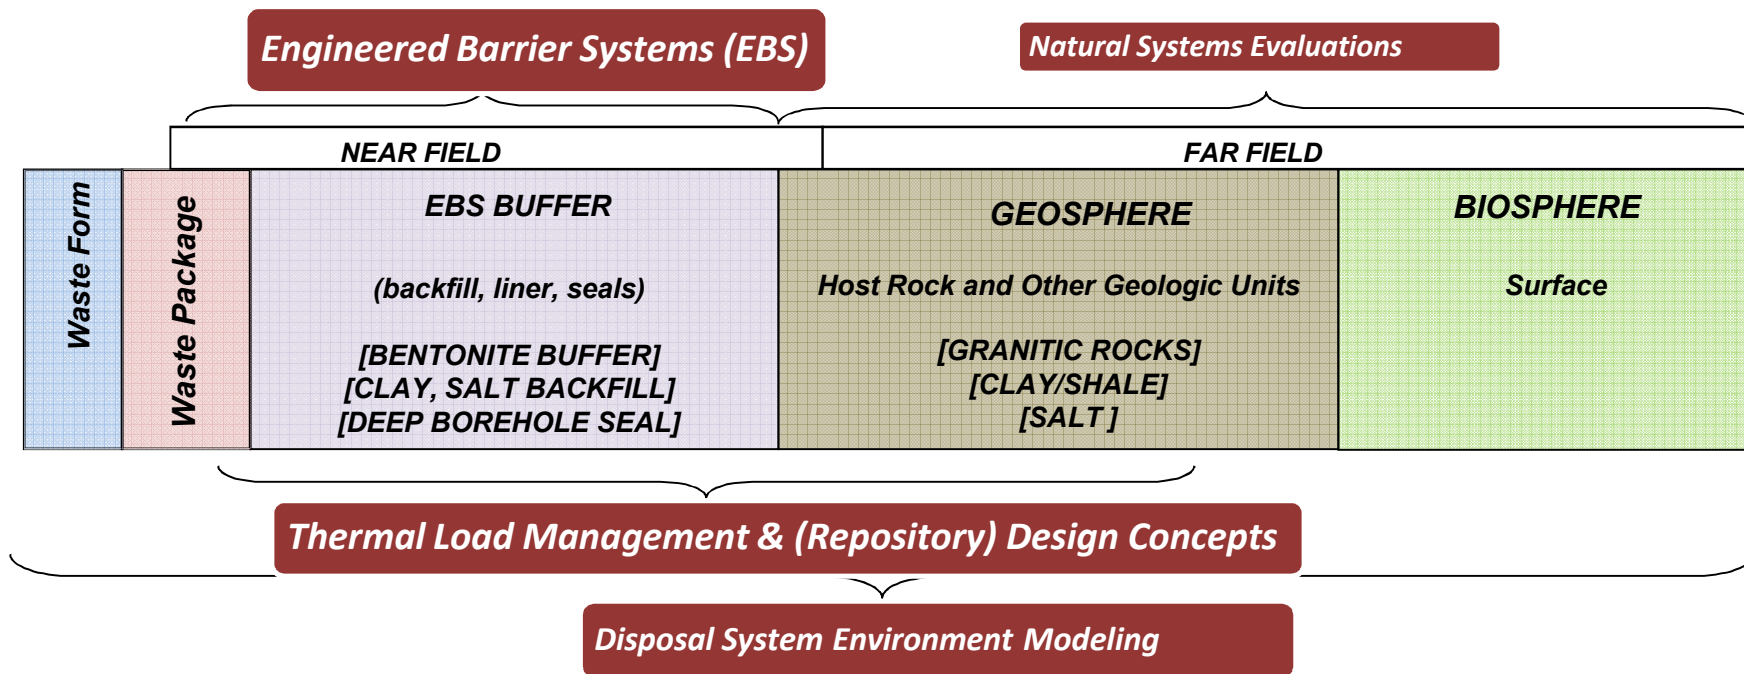 Engineered Barrier Systems (EBS)
Natural Systems Evaluations
NEAR FIELD
FAR FIELD
Waste Form
Waste Package
EBS BUFFER
(backfill, liner, seals)
[BENTONITE BUFFER]
[CLAY, SALT BACKFILL]
[DEEP BOREHOLE SEAL]
GEOSPHERE
Host Rock and Other Geologic Units
[GRANITIC ROCKS]
[CLAY/SHALE]
[SALT ]
BIOSPHERE
Surface
Thermal Load Management & (Repository) Design Concepts
Disposal System Environment Modeling